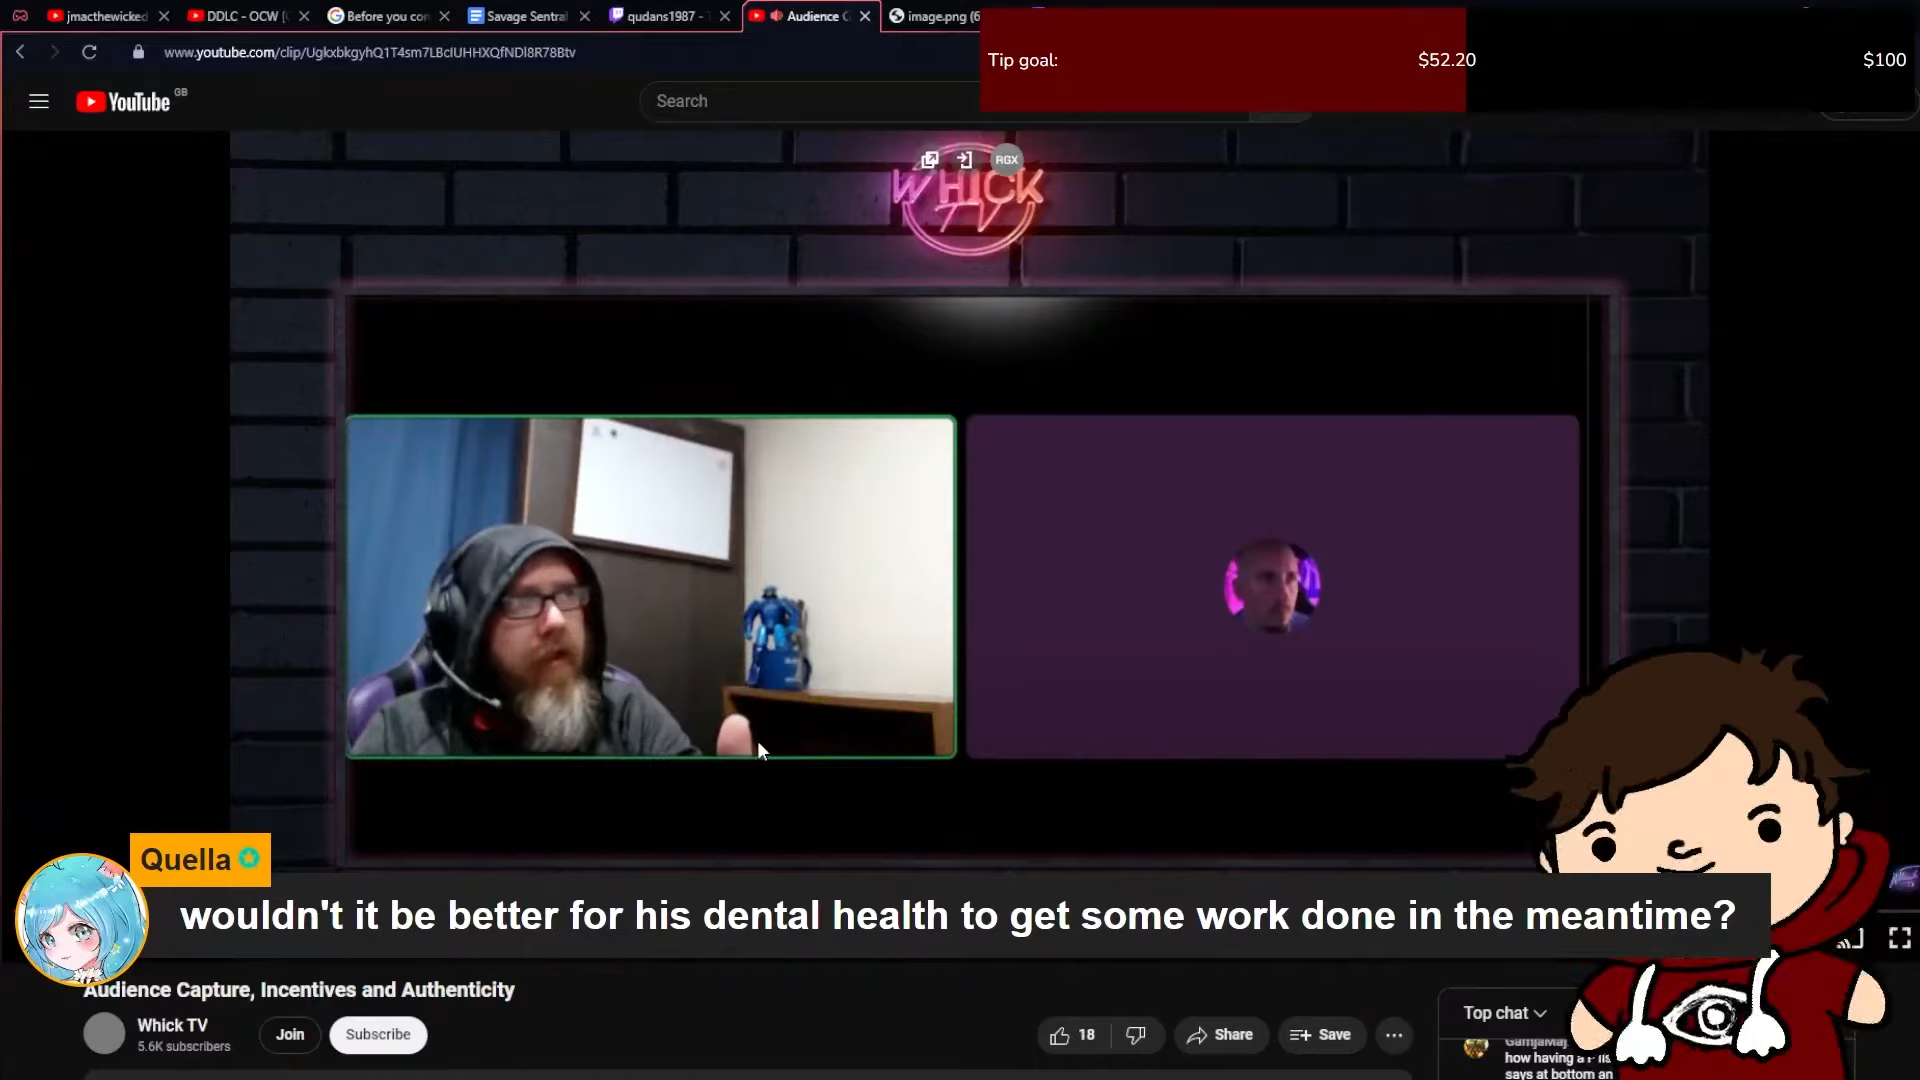 jmacthewicked
DDLC - OCW [
Before you con
Savage Sentral
qudans1987 - T
Audience C
image.png (6
www.youtube.com/clip/UgkxbkgyhQ1T4sm7LBcIUHHXQfNDl8R78Btv
Tip goal:
$52.20
$100
YouTube
GB
Search
RGX
WHICK
TV
Quella
wouldn't it be better for his dental health to get some work done in the meantime?
Audience Capture, Incentives and Authenticity
Whick TV
5.6K subscribers
Join
Subscribe
18
Share
Save
Top chat
how having a
says at bottom an